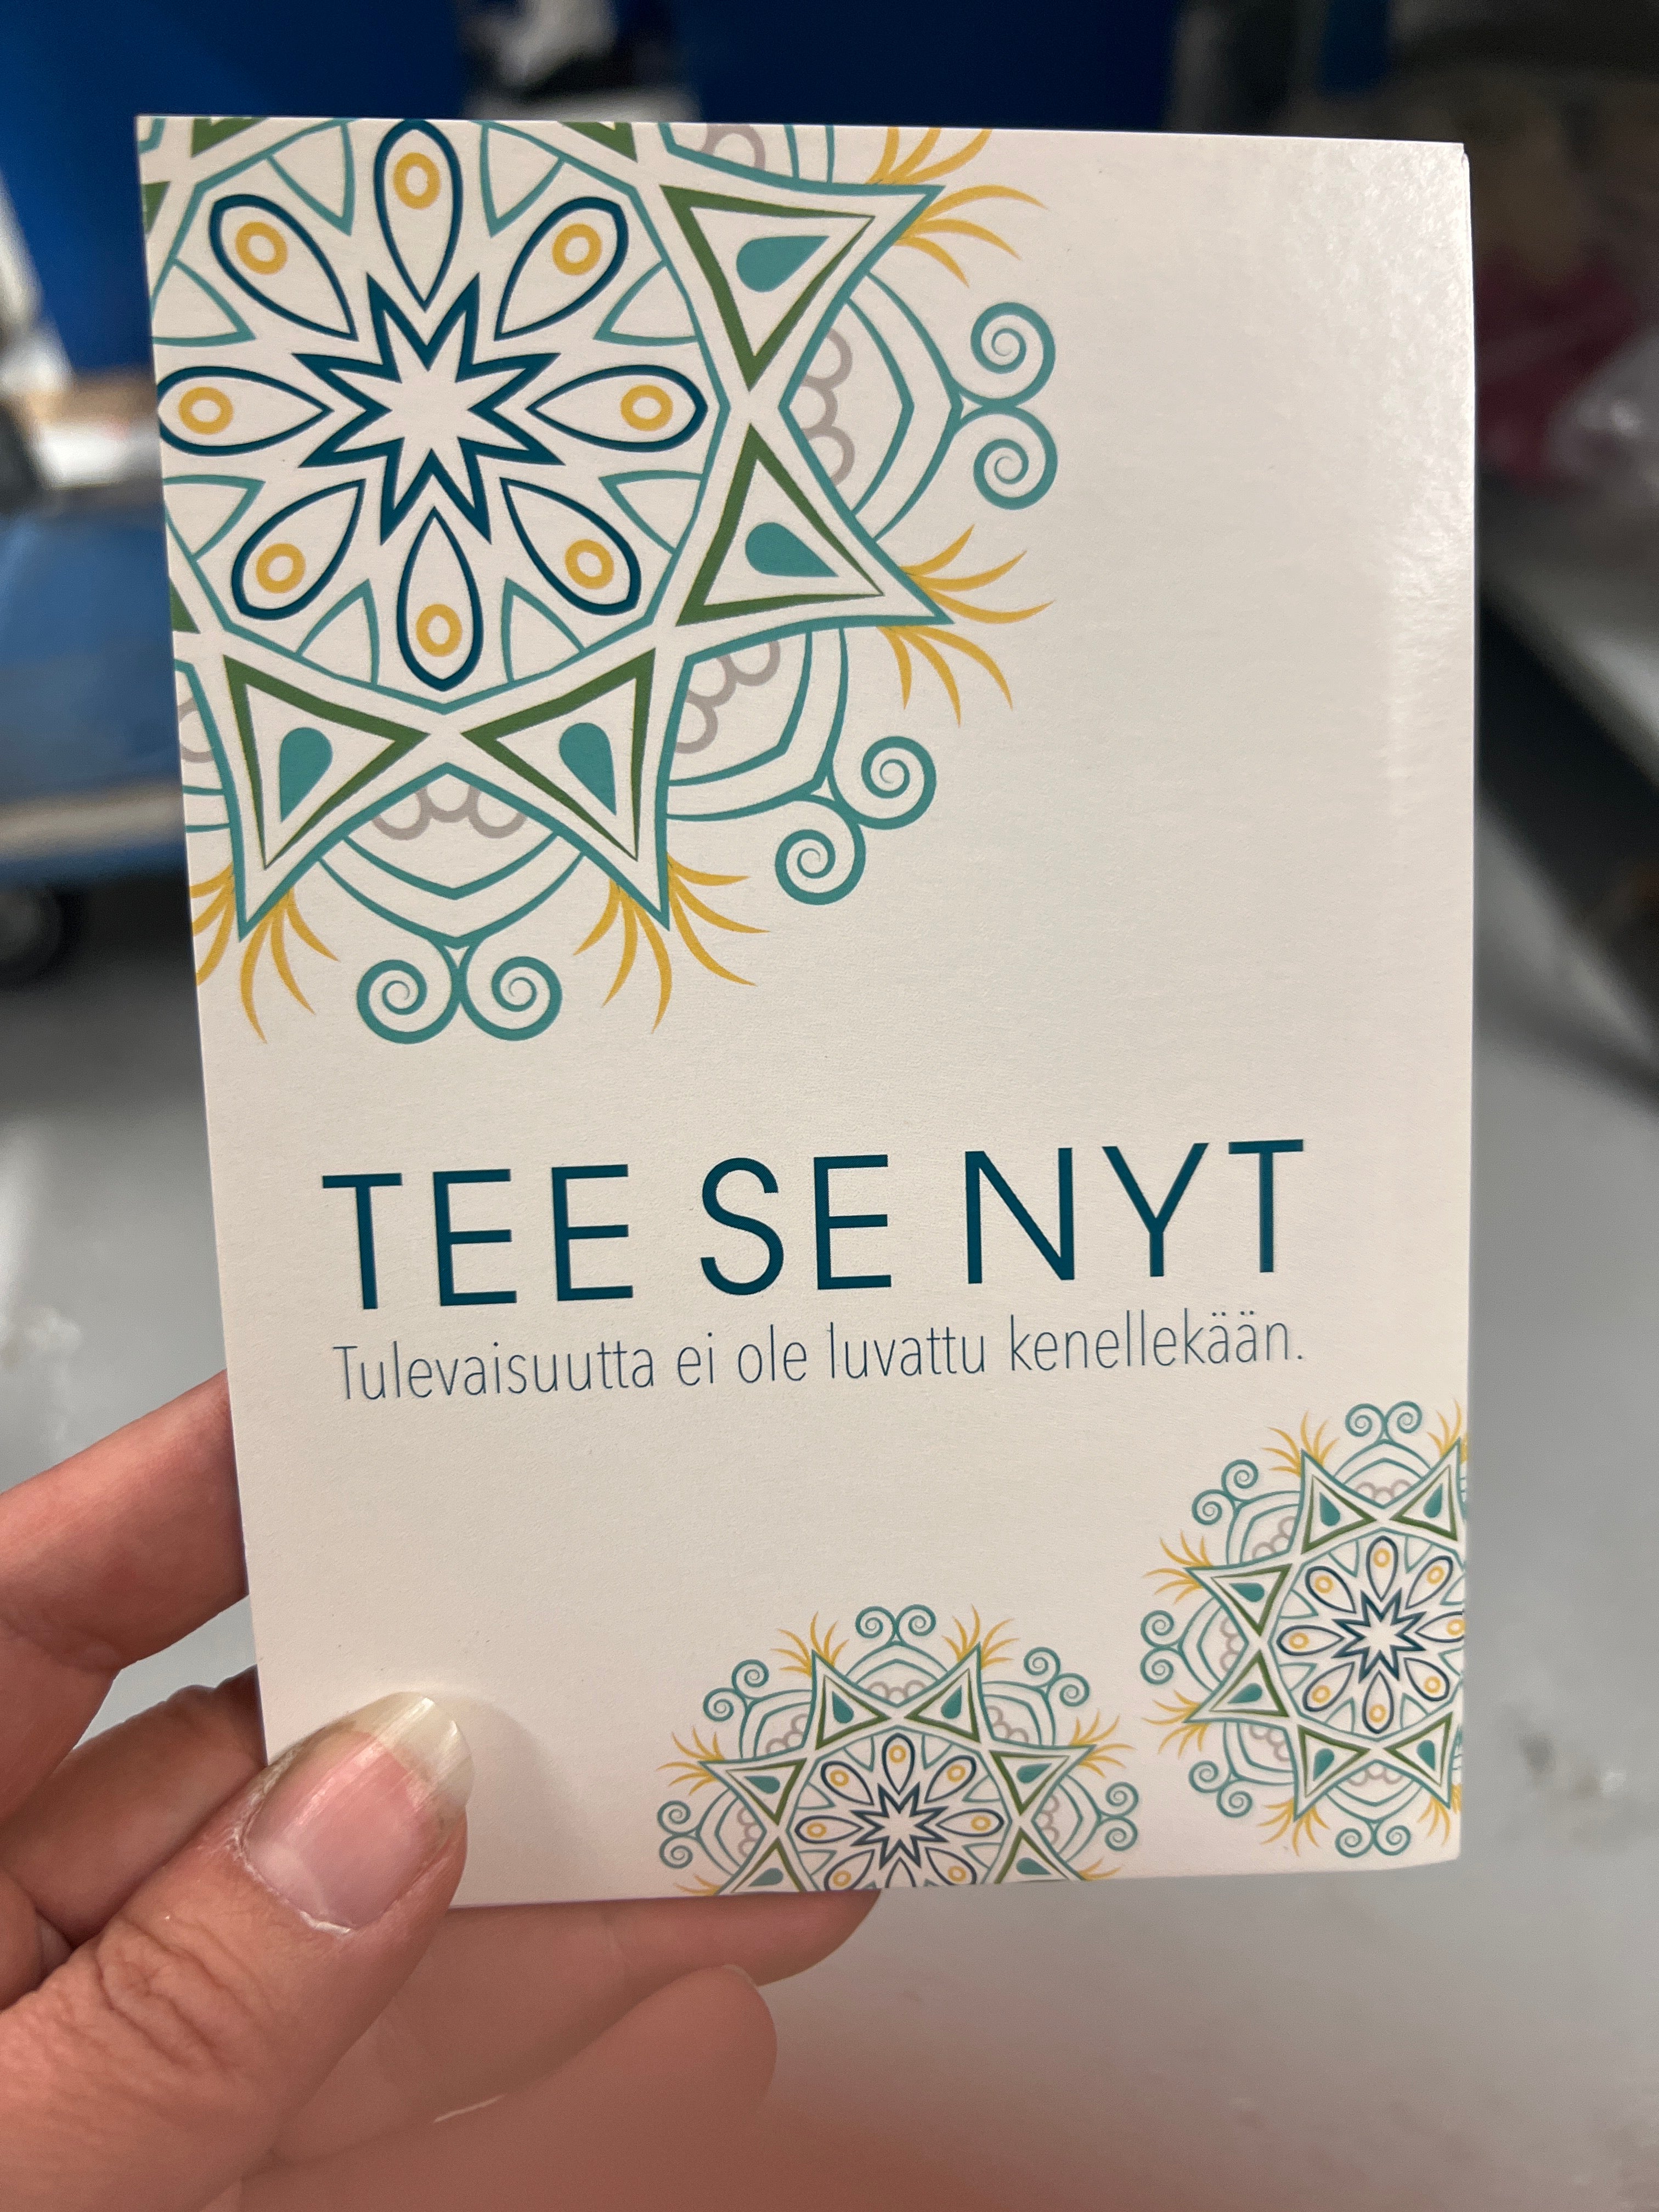 TEE SE NYT
Tulevaisuutta ei ole luvattu kenellekään.